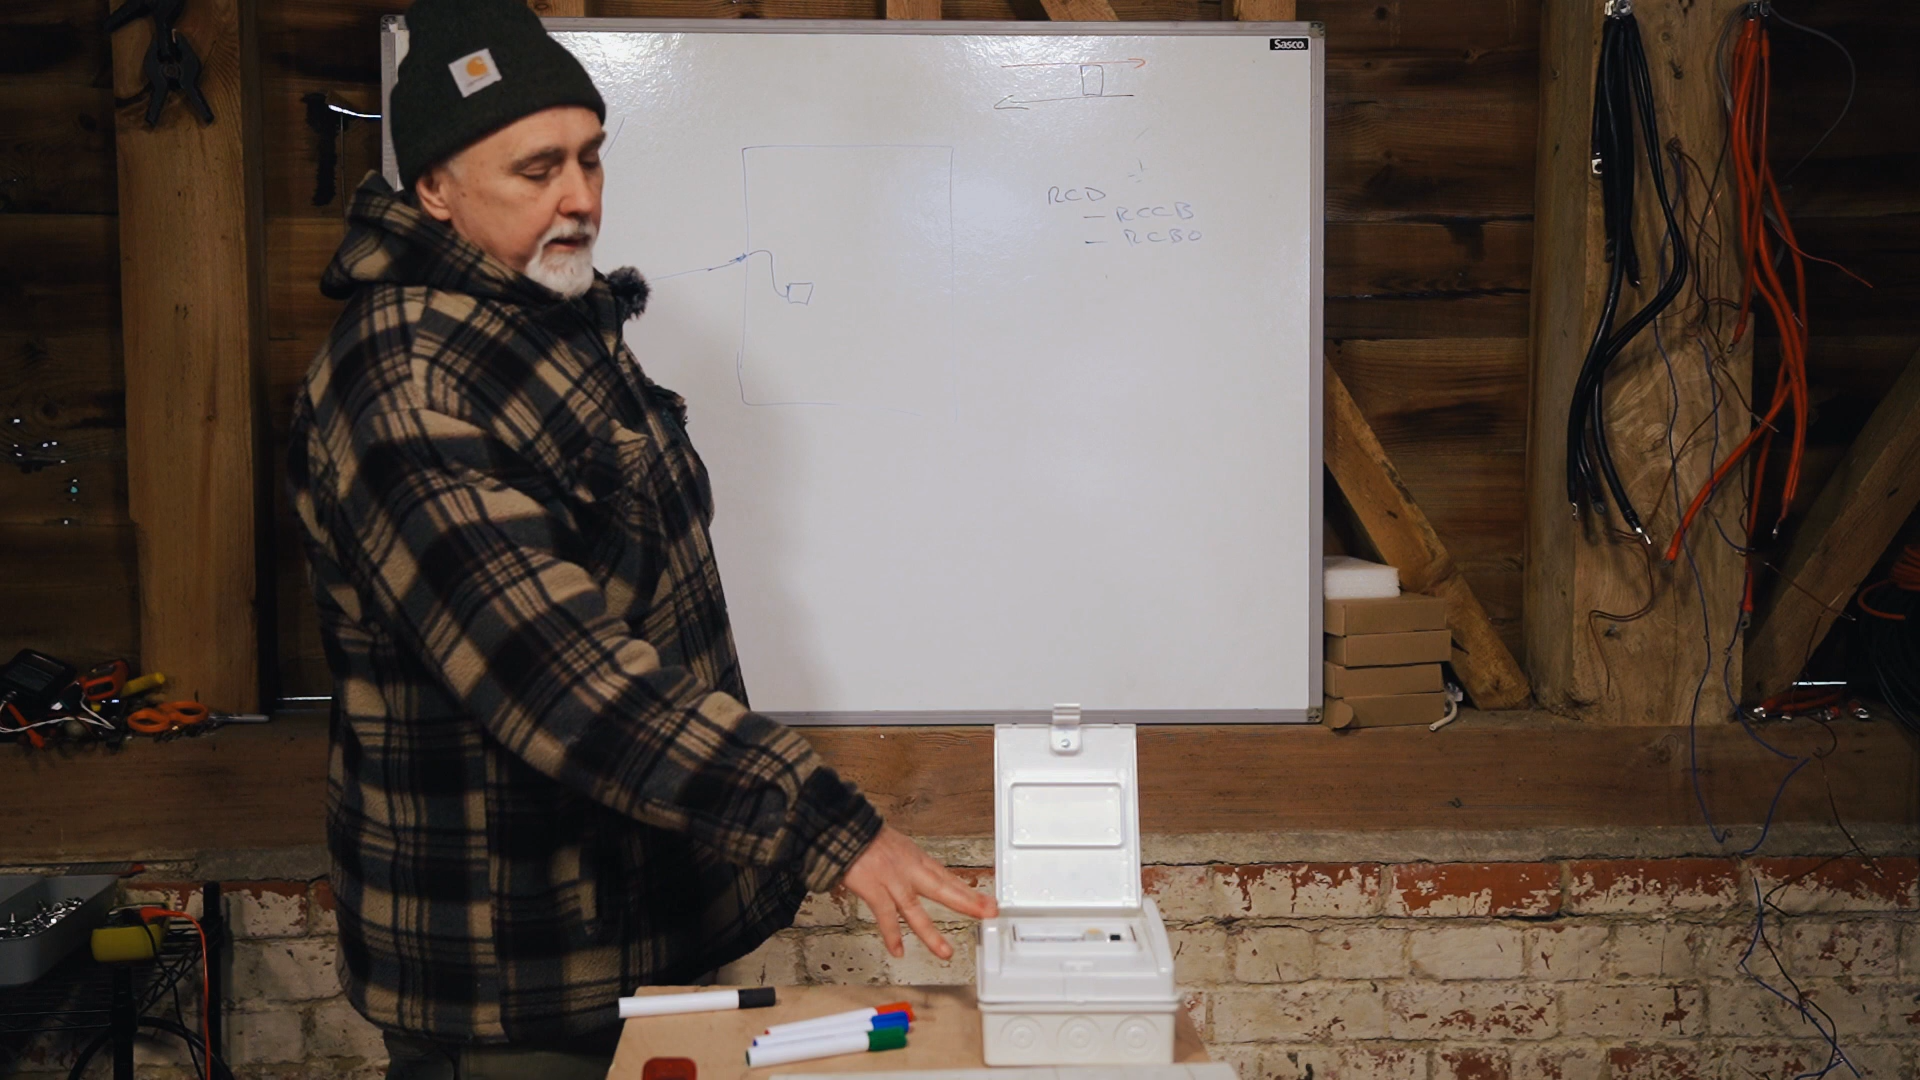 Sasco
RCD
- RCCB
- RCBO